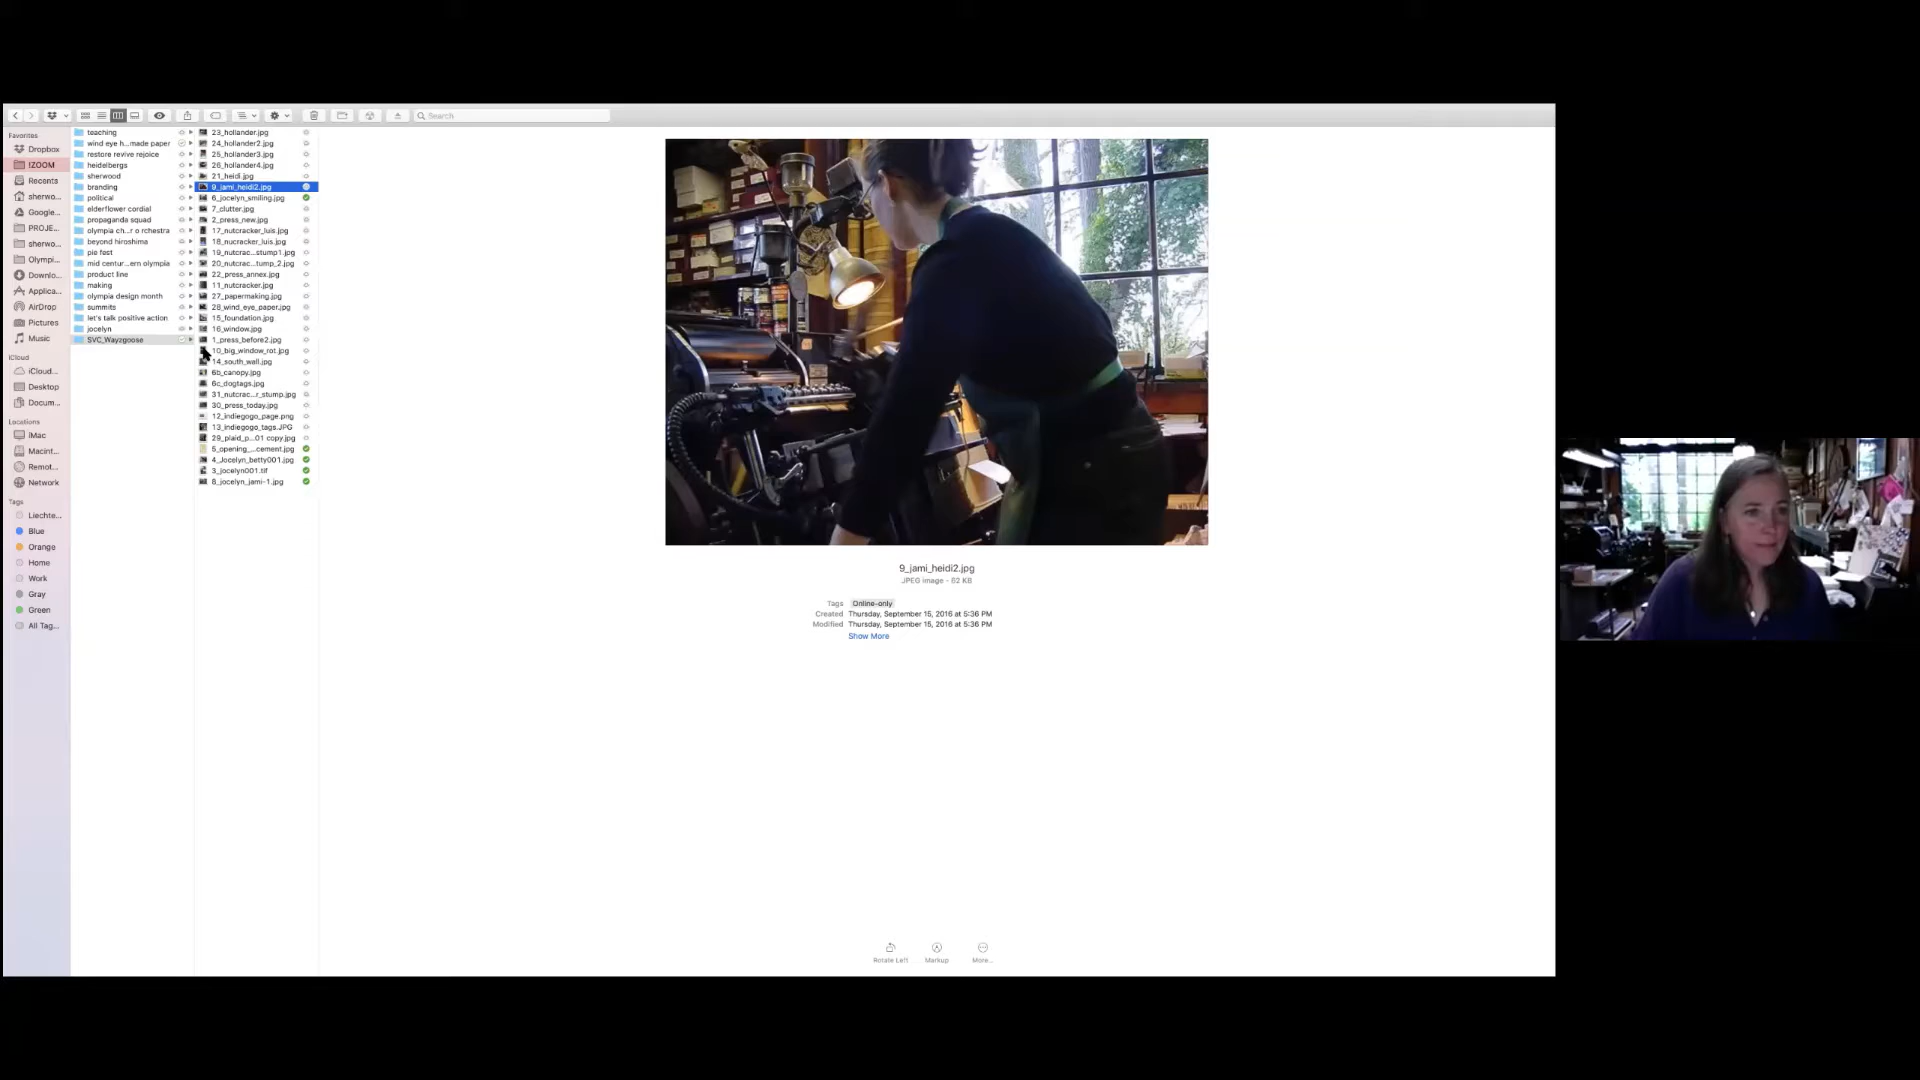 Search
Favorites
Dropbox
!ZOOM
Recents
sherwo...
Google...
PROJE...
sherwo...
Olympi...
Downlo...
Applica...
AirDrop
Pictures
Music
iCloud
iCloud...
Desktop
Docum...
Locations
iMac
Macint...
Remot...
Network
Tags
Liechte...
Blue
Orange
Home
Work
Gray
Green
All Tag...
teaching
wind eye h...made paper
restore revive rejoice
heidelbergs
sherwood
branding
political
elderflower cordial
propaganda squad
olympia ch...r o rchestra
beyond hiroshima
pie fest
mid centur...ern olympia
product line
making
olympia design month
summits
let's talk positive action
jocelyn
SVC_Wayzgoose
23_hollander.jpg
24_hollander2.jpg
25_hollander3.jpg
26_hollander4.jpg
21_heidi.jpg
9_jami_heidi2.jpg
6_jocelyn_smiling.jpg
7_clutter.jpg
2_press_new.jpg
17_nutcracker_luis.jpg
18_nucracker_luis.jpg
19_nutcrac...stump1.jpg
20_nutcrac...tump_2.jpg
22_press_annex.jpg
11_nutcracker.jpg
27_papermaking.jpg
28_wind_eye_paper.jpg
15_foundation.jpg
16_window.jpg
1_press_before2.jpg
10_big_window_rot.jpg
14_south_wall.jpg
6b_canopy.jpg
6c_dogtags.jpg
31_nutcrac...r_stump.jpg
30_press_today.jpg
12_indiegogo_page.png
13_indiegogo_tags.JPG
29_plaid_p...01 copy.jpg
5_opening_...cement.jpg
4_Jocelyn_betty001.jpg
3_jocelyn001.tif
8_jocelyn_jami-1.jpg
9_jami_heidi2.jpg
JPEG image - 62 KB
Tags Online-only
Created Thursday, September 15, 2016 at 5:36 PM
Modified Thursday, September 15, 2016 at 5:36 PM
Show More
Rotate Left
Markup
More...